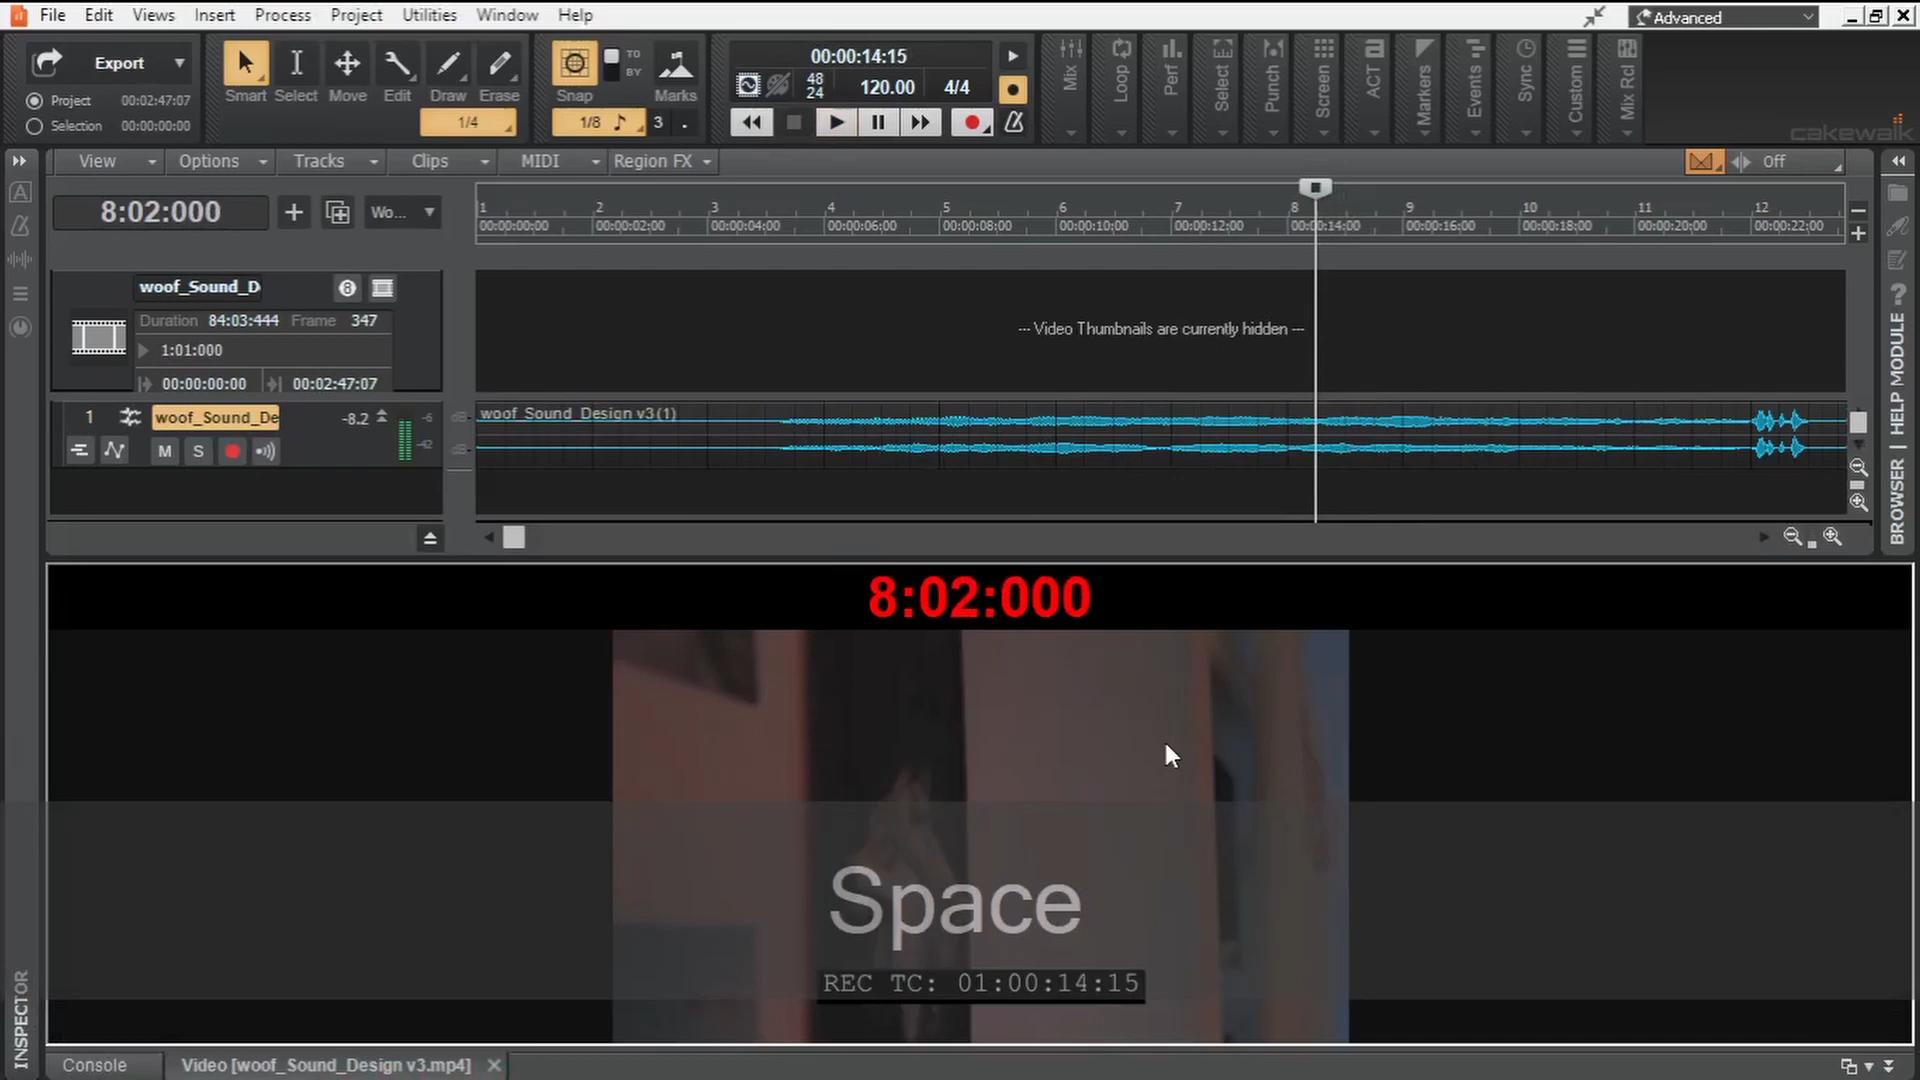 File Edit Views Insert Process Project Utilities Window Help
Advanced
Export
Project 00:02:47:07
Selection 00:00:00:00
Smart Select Move Edit Draw Erase
1/4
Snap TO BY Marks
1/8 3 .
00:00:14:15
48 24 120.00 4/4
Mix Loop Perf Select Punch Screen ACT Markers Events Sync Custom Mix Rcl
cakewalk
View Options Tracks Clips MIDI Region FX
Off
8:02:000
Wo...
1 2 3 4 5 6 7 8 9 10 11 12
00:00:00;00 00:00:02;00 00:00:04;00 00:00:06;00 00:00:08;00 00:00:10;00 00:00:12;00 00:00:14;00 00:00:16;00 00:00:18;00 00:00:20;00 00:00:22;00
woof_Sound_D
8
Duration 84:03:444 Frame 347
1:01:000
00:00:00:00 00:02:47:07
--- Video Thumbnails are currently hidden ---
1 woof_Sound_De -8.2 -6
M S -42
dB
dB
woof_Sound_Design v3(1)
BROWSER | HELP MODULE
8:02:000
Space
REC TC: 01:00:14:15
INSPECTOR
Console Video [woof_Sound_Design v3.mp4]